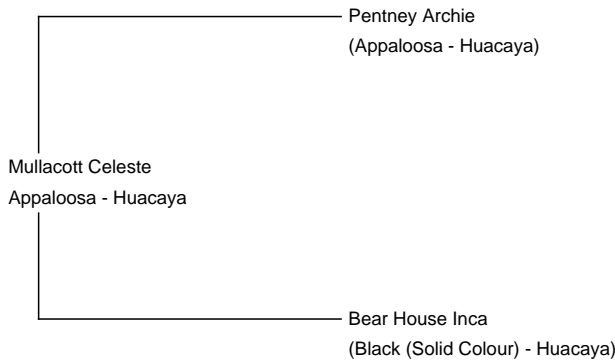 Pentney Archie
(Appaloosa - Huacaya)
Mullacott Celeste
Appaloosa - Huacaya
Bear House Inca
(Black (Solid Colour) - Huacaya)